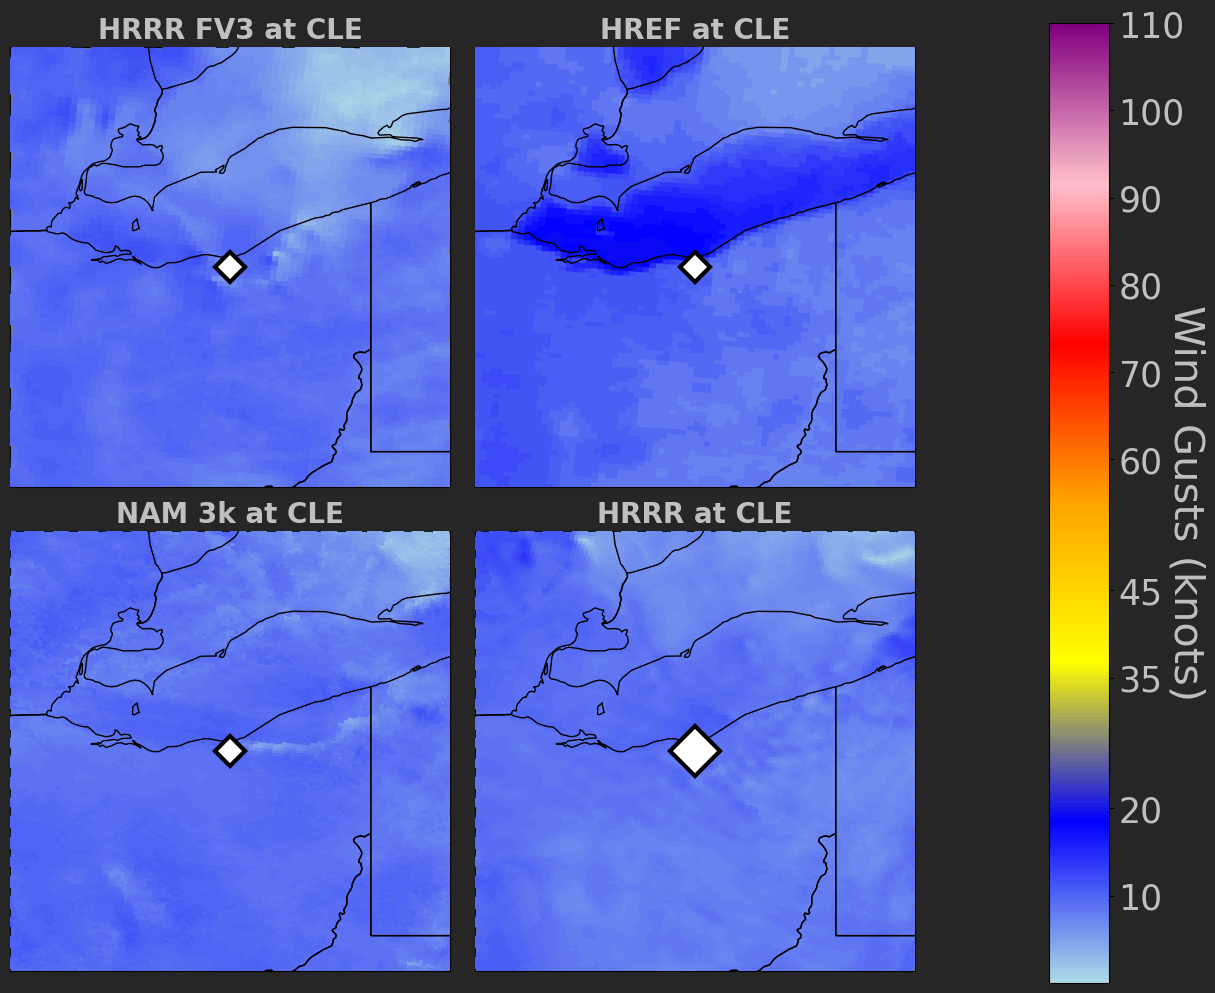 HRRR FV3 at CLE
HREF at CLE
NAM 3k at CLE
HRRR at CLE
110
100
90
80
70
60
45
35
20
10
Wind Gusts (knots)